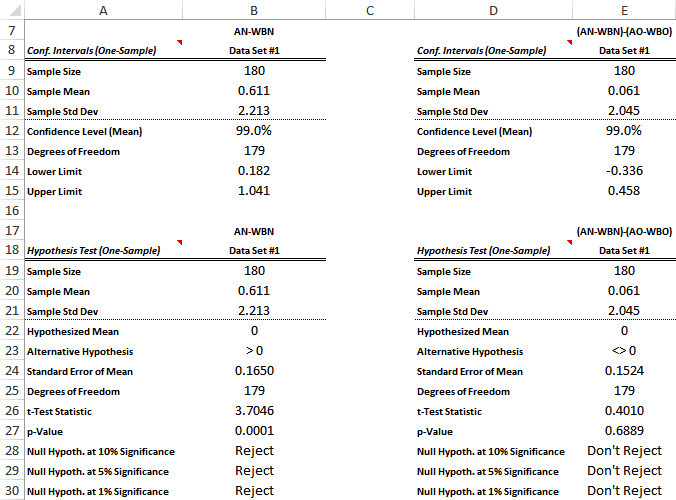 A B C D E
7 AN-WBN (AN-WBN)-(AO-WBO)
8 Conf. Intervals (One-Sample) Data Set #1 Conf. Intervals (One-Sample) Data Set #1
9 Sample Size 180 Sample Size 180
10 Sample Mean 0.611 Sample Mean 0.061
11 Sample Std Dev 2.213 Sample Std Dev 2.045
12 Confidence Level (Mean) 99.0% Confidence Level (Mean) 99.0%
13 Degrees of Freedom 179 Degrees of Freedom 179
14 Lower Limit 0.182 Lower Limit -0.336
15 Upper Limit 1.041 Upper Limit 0.458
16
17 AN-WBN (AN-WBN)-(AO-WBO)
18 Hypothesis Test (One-Sample) Data Set #1 Hypothesis Test (One-Sample) Data Set #1
19 Sample Size 180 Sample Size 180
20 Sample Mean 0.611 Sample Mean 0.061
21 Sample Std Dev 2.213 Sample Std Dev 2.045
22 Hypothesized Mean 0 Hypothesized Mean 0
23 Alternative Hypothesis > 0 Alternative Hypothesis <> 0
24 Standard Error of Mean 0.1650 Standard Error of Mean 0.1524
25 Degrees of Freedom 179 Degrees of Freedom 179
26 t-Test Statistic 3.7046 t-Test Statistic 0.4010
27 p-Value 0.0001 p-Value 0.6889
28 Null Hypoth. at 10% Significance Reject Null Hypoth. at 10% Significance Don't Reject
29 Null Hypoth. at 5% Significance Reject Null Hypoth. at 5% Significance Don't Reject
30 Null Hypoth. at 1% Significance Reject Null Hypoth. at 1% Significance Don't Reject